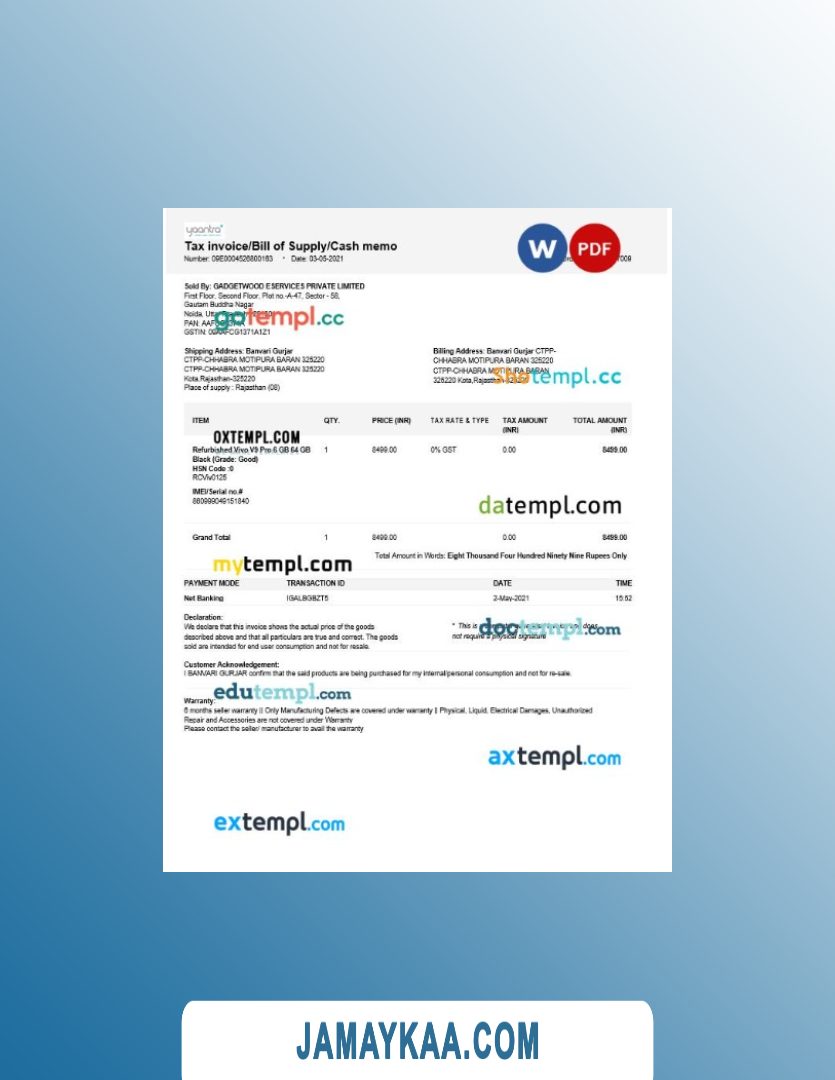 yaantra
Tax invoice/Bill of Supply/Cash memo
W PDF
Number: 09E0004526800163 • Date: 03-05-2021
7009
Sold By: GADGETWOOD ESERVICES PRIVATE LIMITED
First Floor, Second Floor, Plot no.-A-47, Sector - 58,
Gautam Buddha Nagar
Noida,
gotempl.cc
PAN:
GSTIN:
Shipping Address: Banvari Gurjar
CTPP-CHHABRA MOTIPURA BARAN 325220
CTPP-CHHABRA MOTIPURA BARAN 325220
Kota,Rajasthan-325220
Place of supply : Rajasthan (08)
Billing Address: Banvari Gurjar CTPP-
CHHABRA MOTIPURA BARAN 325220
CTPP-CHHABRA MOTIPURA BARAN
325220 Kota,Rajasthan-325220
Shotempl.cc
ITEM QTY. PRICE (INR) TAX RATE & TYPE TAX AMOUNT (INR) TOTAL AMOUNT (INR)
OXTEMPL.COM
Refurbished Vivo V9 Pro 6 GB 64 GB 1 8499.00 0% GST 0.00 8499.00
Black (Grade: Good)
HSN Code :0
RCViv0125
IMEI/Serial no.#
860999049151840
datempl.com
Grand Total 1 8499.00 0.00 8499.00
Total Amount in Words: Eight Thousand Four Hundred Ninety Nine Rupees Only
mytempl.com
PAYMENT MODE TRANSACTION ID DATE TIME
Net Banking IGALBGBZT5 2-May-2021 15:52
Declaration:
We declare that this invoice shows the actual price of the goods
described above and that all particulars are true and correct. The goods
sold are intended for end user consumption and not for resale.
* This is a does
not require a physical signature
doctempl.com
Customer Acknowledgement:
I BANVARI GURJAR confirm that the said products are being purchased for my internal/personal consumption and not for re-sale.
edutempl.com
Warranty:
6 months seller warranty || Only Manufacturing Defects are covered under warranty || Physical, Liquid, Electrical Damages, Unauthorized
Repair and Accessories are not covered under Warranty
Please contact the seller/ manufacturer to avail the warranty
axtempl.com
extempl.com
JAMAYKAA.COM